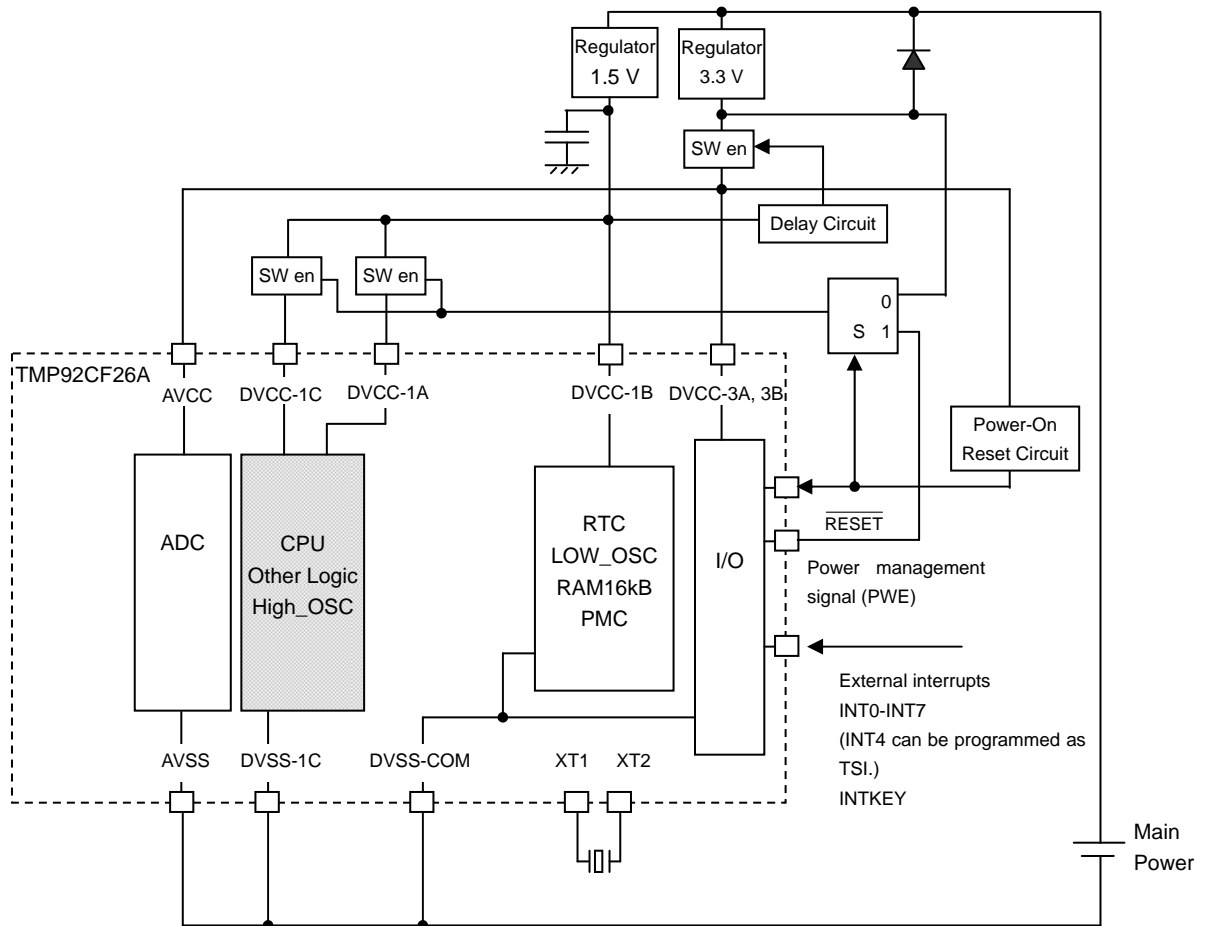 Regulator
1.5 V
Regulator
3.3 V
SW en
Delay Circuit
SW en
SW en
0
S 1
TMP92CF26A
AVCC
DVCC-1C
DVCC-1A
DVCC-1B
DVCC-3A, 3B
Power-On
Reset Circuit
ADC
CPU
Other Logic
High_OSC
RTC
LOW_OSC
RAM16kB
PMC
I/O
RESET
Power management
signal (PWE)
External interrupts
INT0-INT7
(INT4 can be programmed as
TSI.)
INTKEY
AVSS
DVSS-1C
DVSS-COM
XT1
XT2
Main
Power